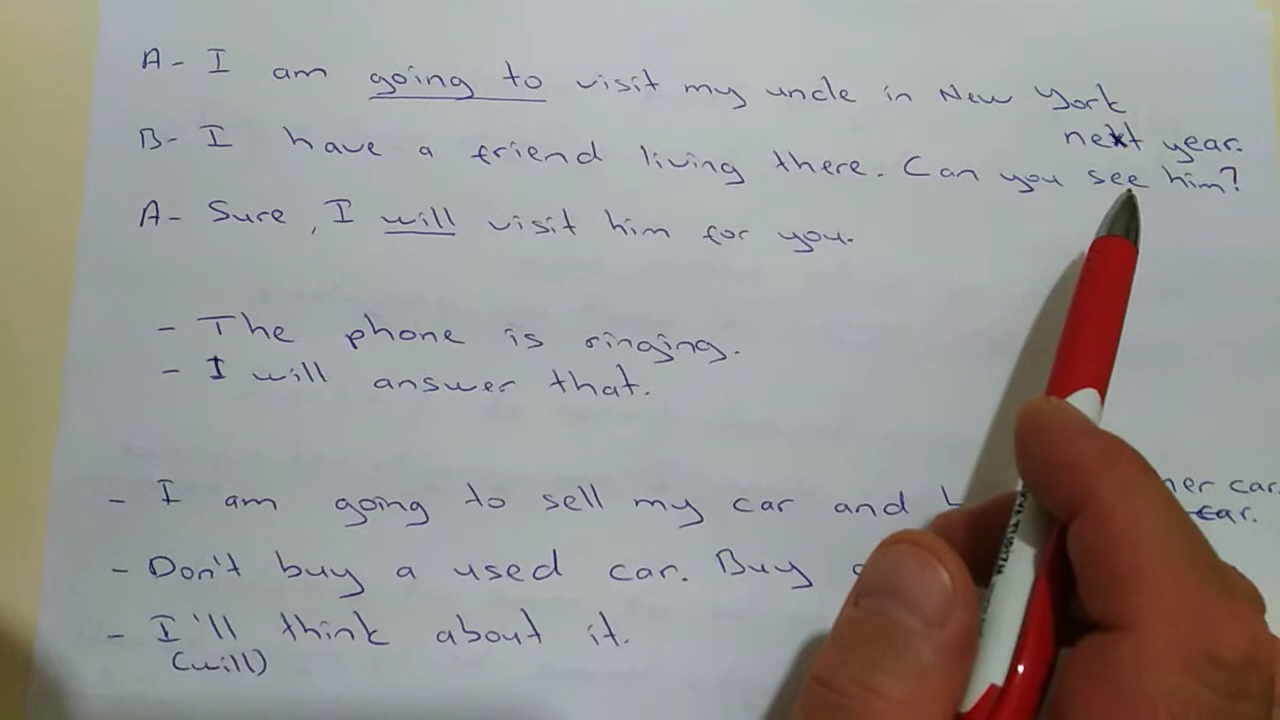 A- I am going to visit my uncle in New York
next year.
B- I have a friend living there. Can you see him?
A- Sure, I will visit him for you.
- The phone is ringing.
- I will answer that.
- I am going to sell my car and car.
- Don't buy a used car. Buy car.
- I'll think about it.
(will)